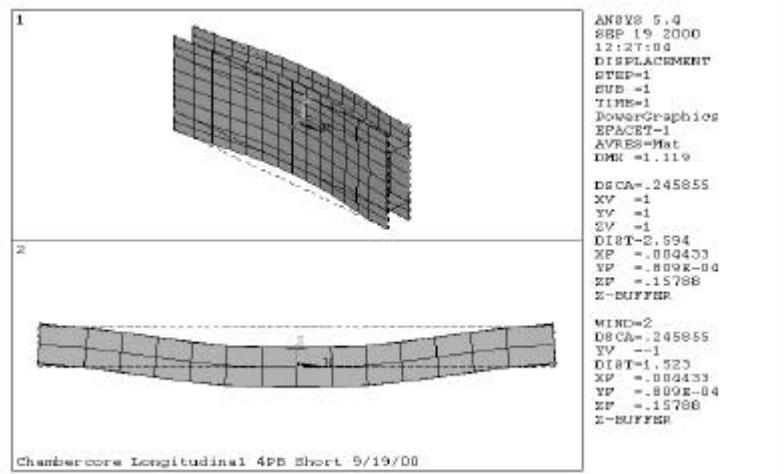 1
2
Chambercore Longitudinal 4PB Short 9/19/00
ANSYS 5.4
SEP 19 2000
12:27:04
DISPLACEMENT
STEP=1
SUB =1
TIME=1
PowerGraphics
EFACET=1
AVRES=Mat
DMX =1.119
DSCA=.245855
XV =1
YV =1
ZV =1
DIST=2.594
XF =.004433
YF =.809E-04
ZF =.15788
Z-BUFFER
WIND=2
DSCA=.245855
YV =-1
DIST=1.523
XF =.004433
YF =.809E-04
ZF =.15788
Z-BUFFER